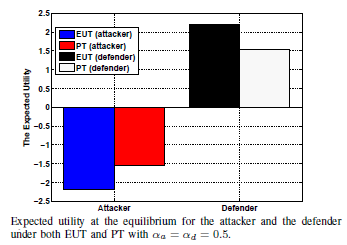 2.5
2
1.5
1
0.5
0
−0.5
−1
−1.5
−2
−2.5
The Expected Utility
EUT (attacker)
PT (attacker)
EUT (defender)
PT (defender)
Attacker
Defender
Expected utility at the equilibrium for the attacker and the defender
under both EUT and PT with αa = αd = 0.5.